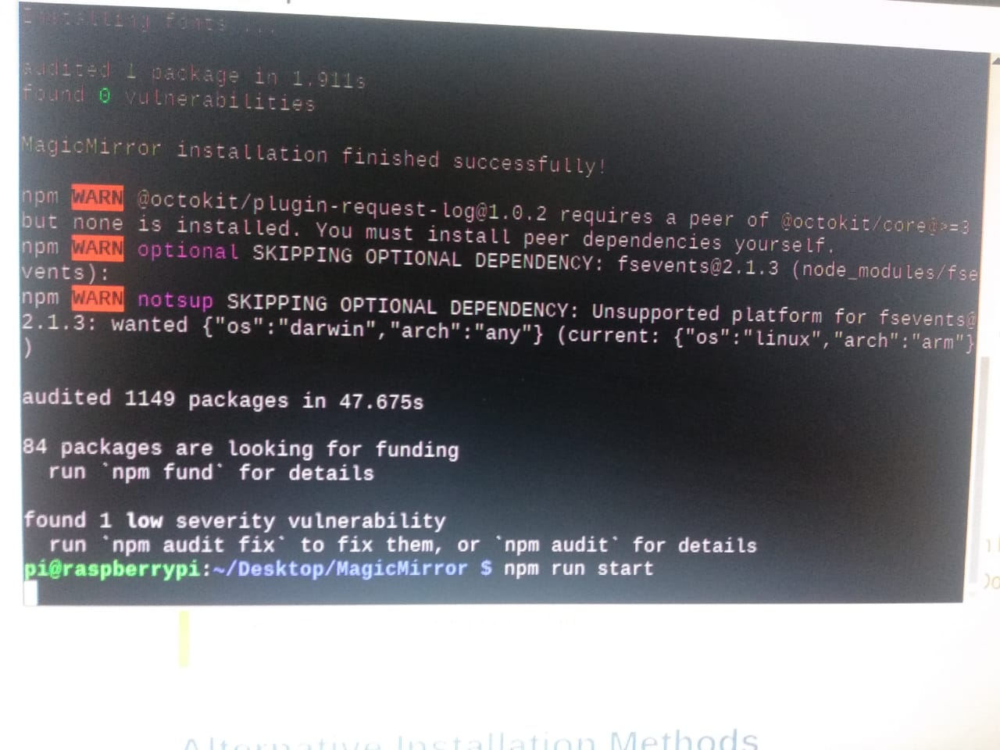 Installing fonts ...
audited 1 package in 1.911s
found 0 vulnerabilities
MagicMirror installation finished successfully!
npm WARN @octokit/plugin-request-log@1.0.2 requires a peer of @octokit/core@>=3
but none is installed. You must install peer dependencies yourself.
npm WARN optional SKIPPING OPTIONAL DEPENDENCY: fsevents@2.1.3 (node_modules/fse
vents):
npm WARN notsup SKIPPING OPTIONAL DEPENDENCY: Unsupported platform for fsevents@
2.1.3: wanted {"os":"darwin","arch":"any"} (current: {"os":"linux","arch":"arm"}
)
audited 1149 packages in 47.675s
84 packages are looking for funding
run `npm fund` for details
found 1 low severity vulnerability
run `npm audit fix` to fix them, or `npm audit` for details
pi@raspberrypi:~/Desktop/MagicMirror $ npm run start
Alternative Installation Methods